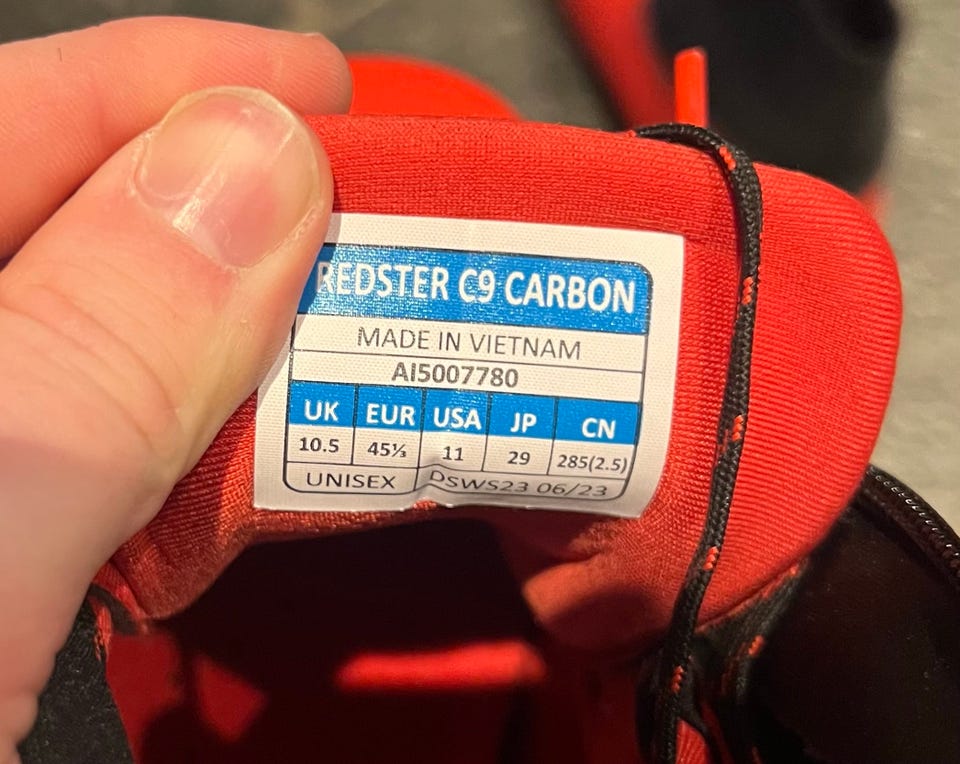 REDSTER C9 CARBON
MADE IN VIETNAM
AI5007780
UK EUR USA JP CN
10.5 45⅓ 11 29 285(2.5)
UNISEX DSWS23 06/23